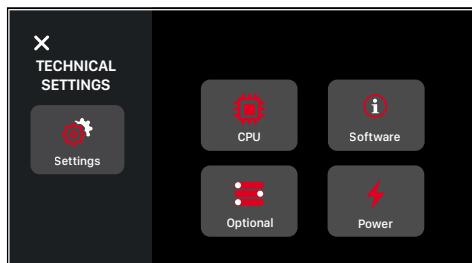 TECHNICAL
SETTINGS
Settings
CPU
Software
Optional
Power